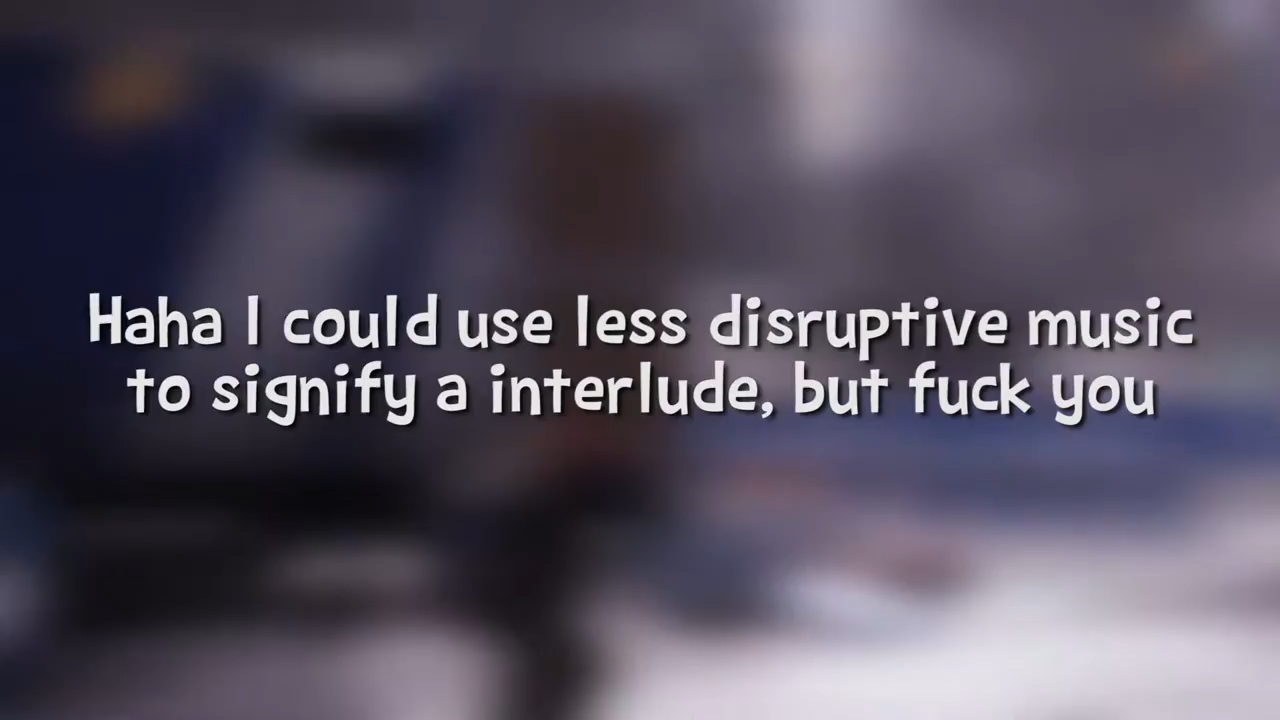 Haha I could use less disruptive music
to signify a interlude, but fuck you